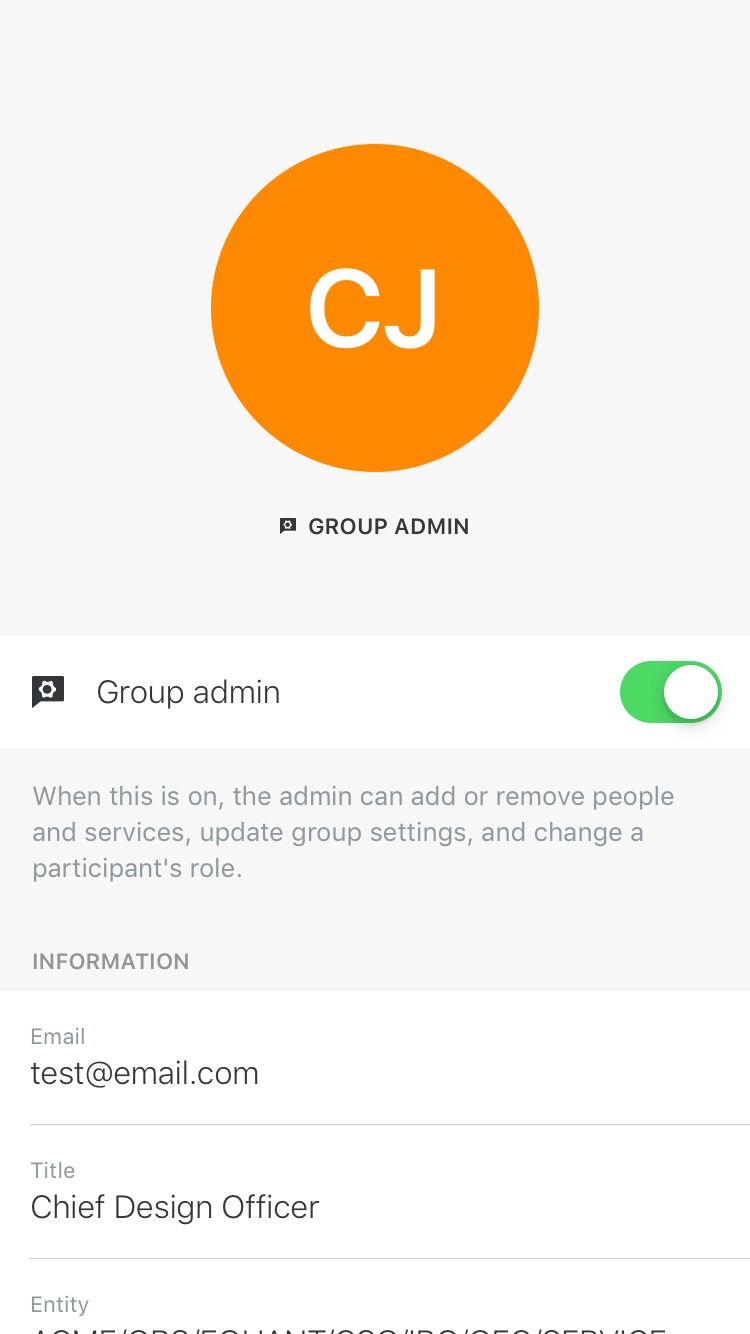 CJ
GROUP ADMIN
Group admin
When this is on, the admin can add or remove people
and services, update group settings, and change a
participant's role.
INFORMATION
Email
test@email.com
Title
Chief Design Officer
Entity